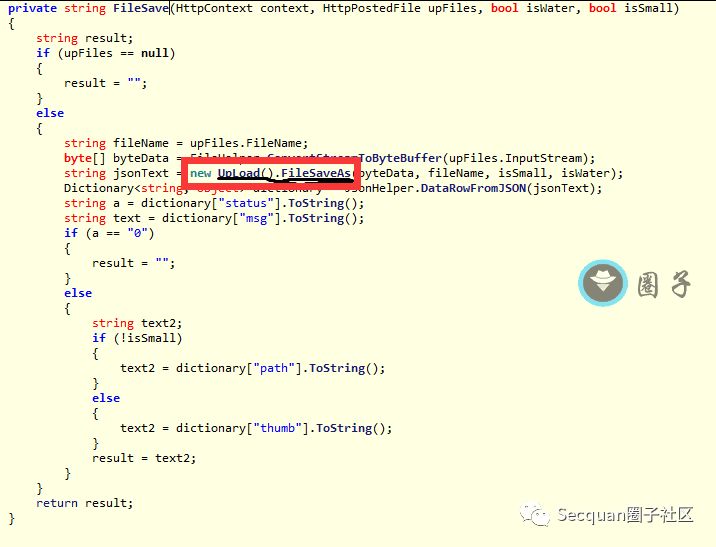 private string FileSave(HttpContext context, HttpPostedFile upFiles, bool isWater, bool isSmall)
{
string result;
if (upFiles == null)
{
result = "";
}
else
{
string fileName = upFiles.FileName;
byte[] byteData = FileHelper.ConvertStreamToByteBuffer(upFiles.InputStream);
string jsonText = new UpLoad().FileSaveAs(byteData, fileName, isSmall, isWater);
Dictionary<string, object> dictionary = JsonHelper.DataRowFromJSON(jsonText);
string a = dictionary["status"].ToString();
string text = dictionary["msg"].ToString();
if (a == "0")
{
result = "";
}
else
{
string text2;
if (!isSmall)
{
text2 = dictionary["path"].ToString();
}
else
{
text2 = dictionary["thumb"].ToString();
}
result = text2;
}
}
return result;
}
圈子
Secquan圈子社区